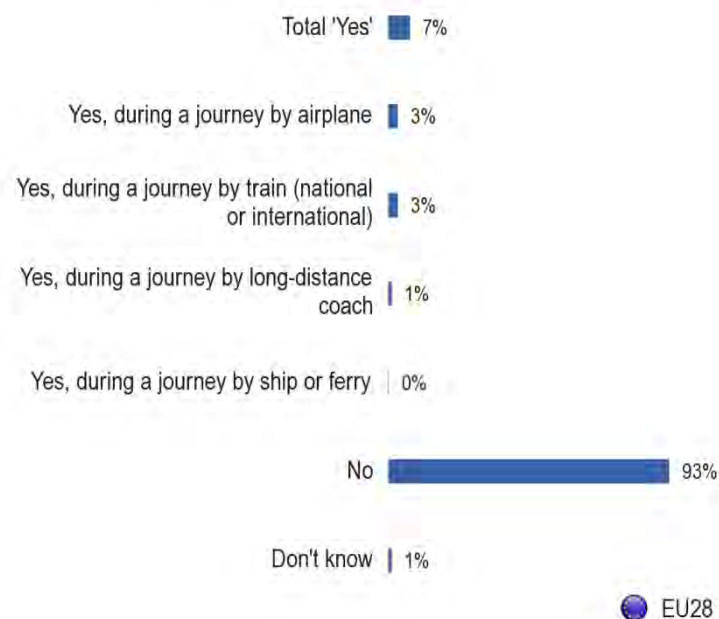 Total 'Yes' 7%
Yes, during a journey by airplane 3%
Yes, during a journey by train (national
or international) 3%
Yes, during a journey by long-distance
coach 1%
Yes, during a journey by ship or ferry 0%
No 93%
Don't know 1%
EU28